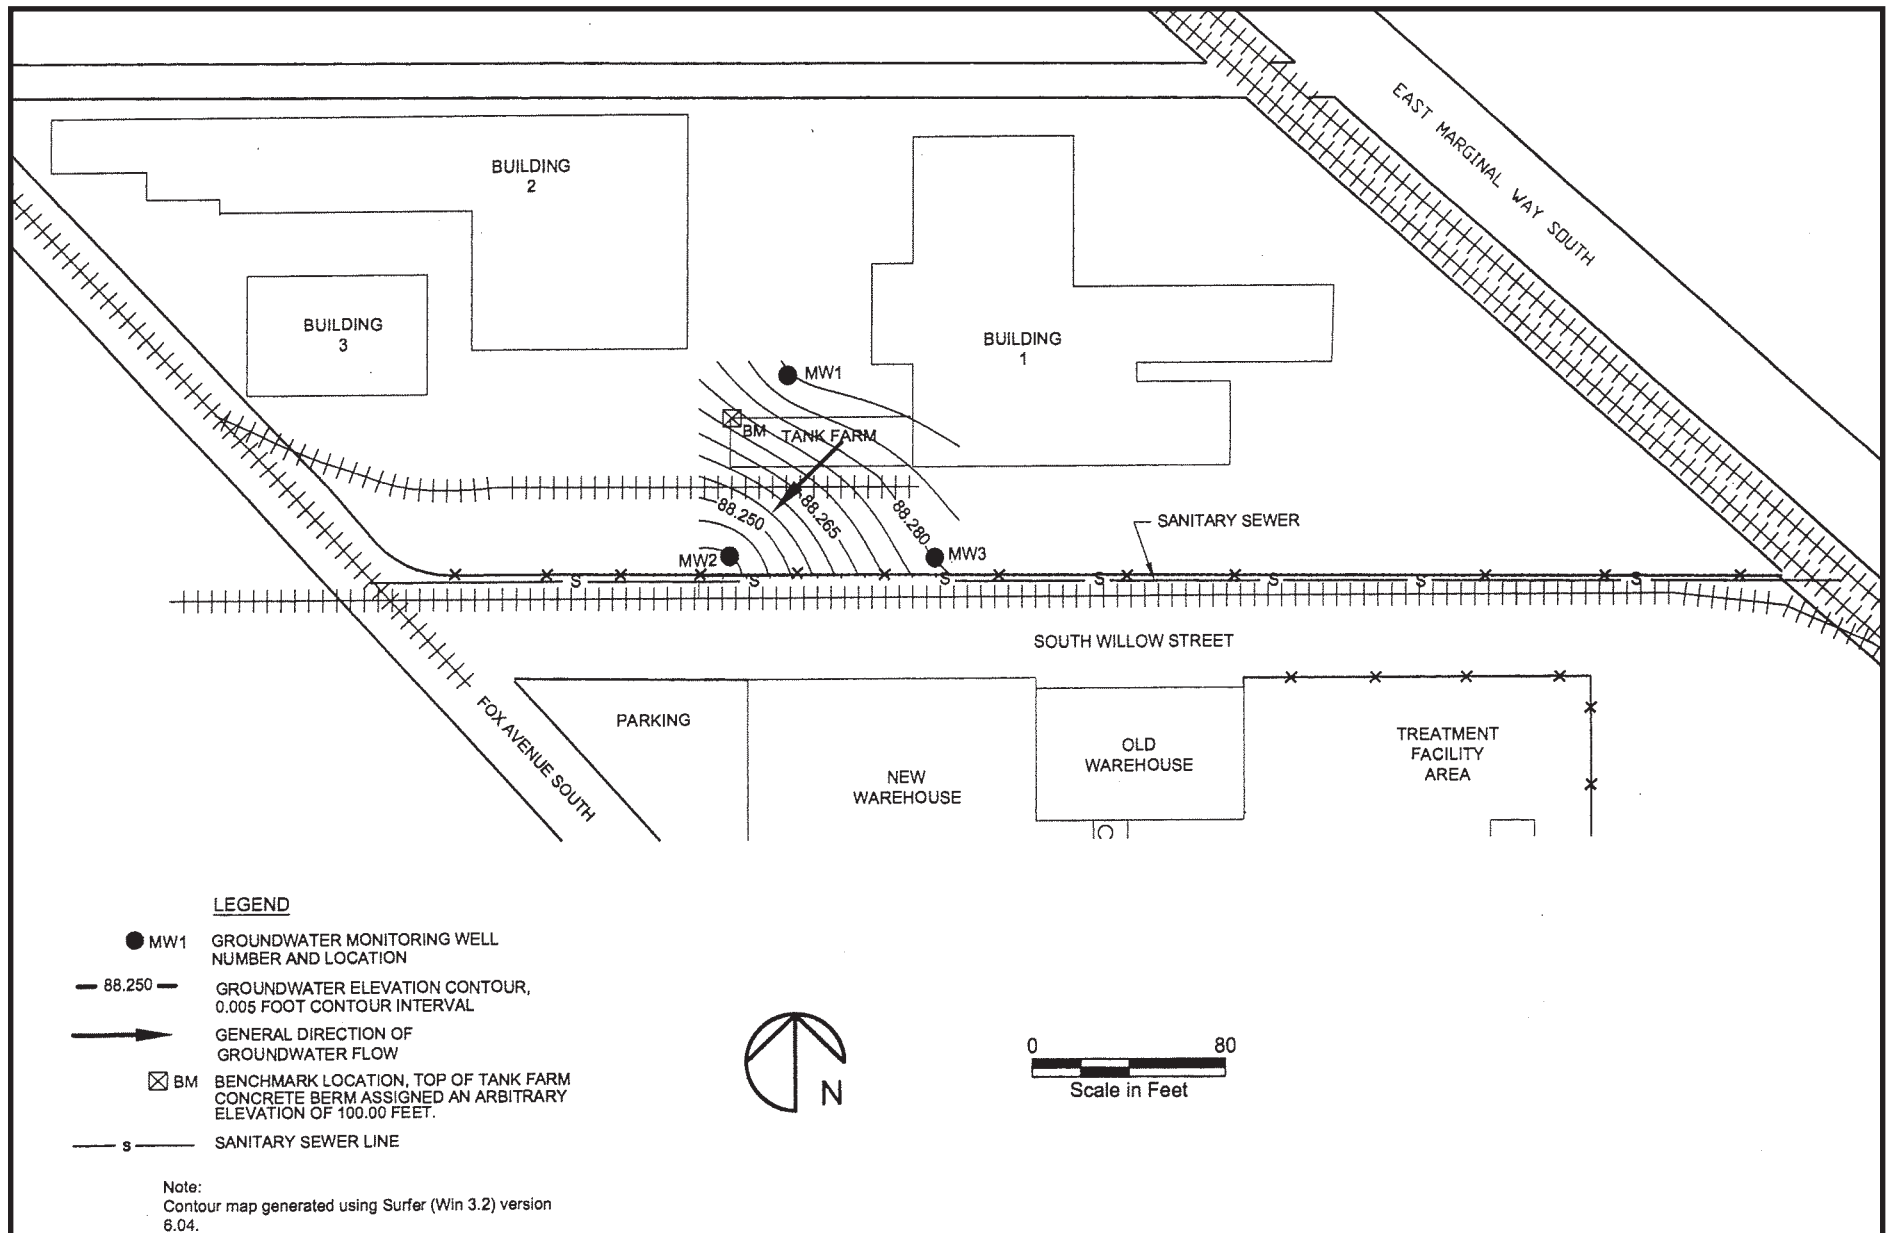 EAST MARGINAL WAY SOUTH
BUILDING
2
BUILDING
3
BUILDING
1
MW1
BM
TANK FARM
88.250
88.265
88.280
MW2
MW3
SANITARY SEWER
S
S
S
S
S
S
S
SOUTH WILLOW STREET
FOX AVENUE SOUTH
PARKING
NEW
WAREHOUSE
OLD
WAREHOUSE
TREATMENT
FACILITY
AREA
LEGEND
MW1 GROUNDWATER MONITORING WELL
NUMBER AND LOCATION
88.250 GROUNDWATER ELEVATION CONTOUR,
0.005 FOOT CONTOUR INTERVAL
GENERAL DIRECTION OF
GROUNDWATER FLOW
BM BENCHMARK LOCATION, TOP OF TANK FARM
CONCRETE BERM ASSIGNED AN ARBITRARY
ELEVATION OF 100.00 FEET.
S SANITARY SEWER LINE
Note:
Contour map generated using Surfer (Win 3.2) version
6.04.
N
0 80
Scale in Feet